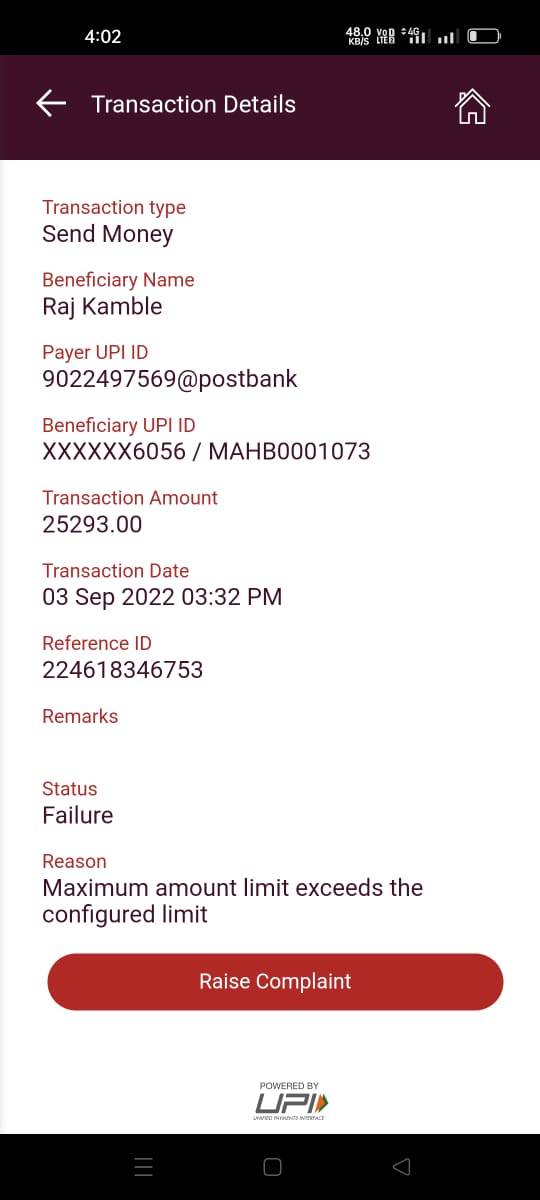 4:02
48.0 KB/S VoD LTE2 4G
Transaction Details
Transaction type
Send Money
Beneficiary Name
Raj Kamble
Payer UPI ID
9022497569@postbank
Beneficiary UPI ID
XXXXXX6056 / MAHB0001073
Transaction Amount
25293.00
Transaction Date
03 Sep 2022 03:32 PM
Reference ID
224618346753
Remarks
Status
Failure
Reason
Maximum amount limit exceeds the
configured limit
Raise Complaint
POWERED BY
UPI
UNIFIED PAYMENTS INTERFACE